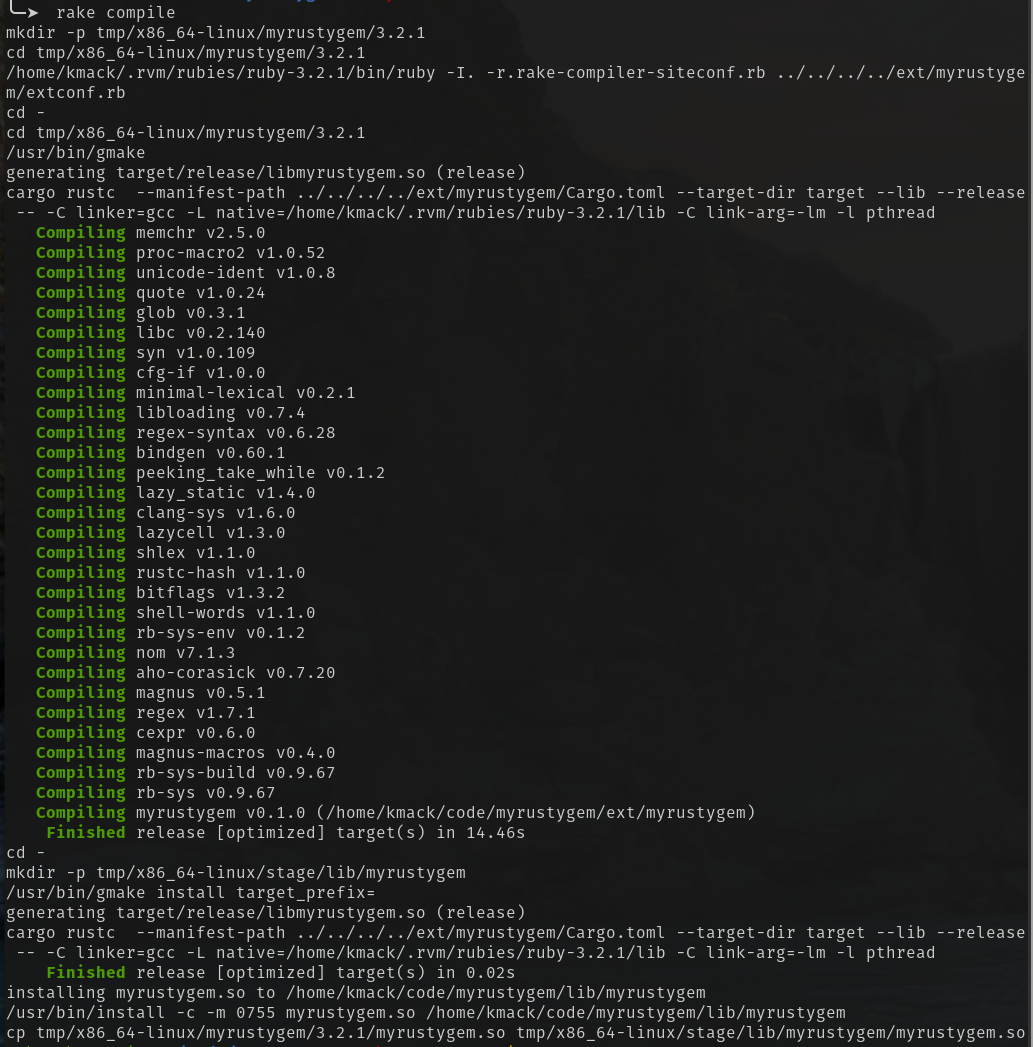 ╰─➤  rake compile
mkdir -p tmp/x86_64-linux/myrustygem/3.2.1
cd tmp/x86_64-linux/myrustygem/3.2.1
/home/kmack/.rvm/rubies/ruby-3.2.1/bin/ruby -I. -r.rake-compiler-siteconf.rb ../../../../ext/myrustyge
m/extconf.rb
cd -
cd tmp/x86_64-linux/myrustygem/3.2.1
/usr/bin/gmake
generating target/release/libmyrustygem.so (release)
cargo rustc  --manifest-path ../../../../ext/myrustygem/Cargo.toml --target-dir target --lib --release
 -- -C linker=gcc -L native=/home/kmack/.rvm/rubies/ruby-3.2.1/lib -C link-arg=-lm -l pthread
   Compiling memchr v2.5.0
   Compiling proc-macro2 v1.0.52
   Compiling unicode-ident v1.0.8
   Compiling quote v1.0.24
   Compiling glob v0.3.1
   Compiling libc v0.2.140
   Compiling syn v1.0.109
   Compiling cfg-if v1.0.0
   Compiling minimal-lexical v0.2.1
   Compiling libloading v0.7.4
   Compiling regex-syntax v0.6.28
   Compiling bindgen v0.60.1
   Compiling peeking_take_while v0.1.2
   Compiling lazy_static v1.4.0
   Compiling clang-sys v1.6.0
   Compiling lazycell v1.3.0
   Compiling shlex v1.1.0
   Compiling rustc-hash v1.1.0
   Compiling bitflags v1.3.2
   Compiling shell-words v1.1.0
   Compiling rb-sys-env v0.1.2
   Compiling nom v7.1.3
   Compiling aho-corasick v0.7.20
   Compiling magnus v0.5.1
   Compiling regex v1.7.1
   Compiling cexpr v0.6.0
   Compiling magnus-macros v0.4.0
   Compiling rb-sys-build v0.9.67
   Compiling rb-sys v0.9.67
   Compiling myrustygem v0.1.0 (/home/kmack/code/myrustygem/ext/myrustygem)
    Finished release [optimized] target(s) in 14.46s
cd -
mkdir -p tmp/x86_64-linux/stage/lib/myrustygem
/usr/bin/gmake install target_prefix=
generating target/release/libmyrustygem.so (release)
cargo rustc  --manifest-path ../../../../ext/myrustygem/Cargo.toml --target-dir target --lib --release
 -- -C linker=gcc -L native=/home/kmack/.rvm/rubies/ruby-3.2.1/lib -C link-arg=-lm -l pthread
    Finished release [optimized] target(s) in 0.02s
installing myrustygem.so to /home/kmack/code/myrustygem/lib/myrustygem
/usr/bin/install -c -m 0755 myrustygem.so /home/kmack/code/myrustygem/lib/myrustygem
cp tmp/x86_64-linux/myrustygem/3.2.1/myrustygem.so tmp/x86_64-linux/stage/lib/myrustygem/myrustygem.so